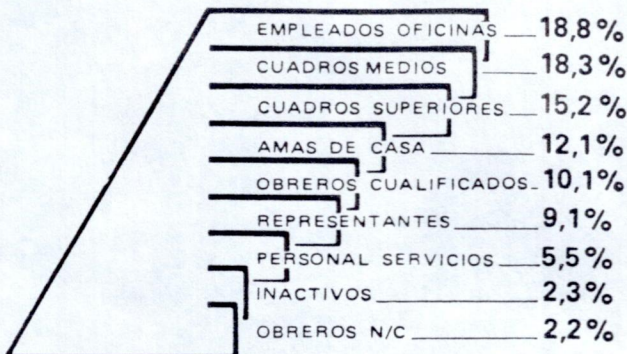 EMPLEADOS OFICINAS 18,8%
CUADROS MEDIOS 18,3%
CUADROS SUPERIORES 15,2%
AMAS DE CASA 12,1%
OBREROS CUALIFICADOS 10,1%
REPRESENTANTES 9,1%
PERSONAL SERVICIOS 5,5%
INACTIVOS 2,3%
OBREROS N/C 2,2%